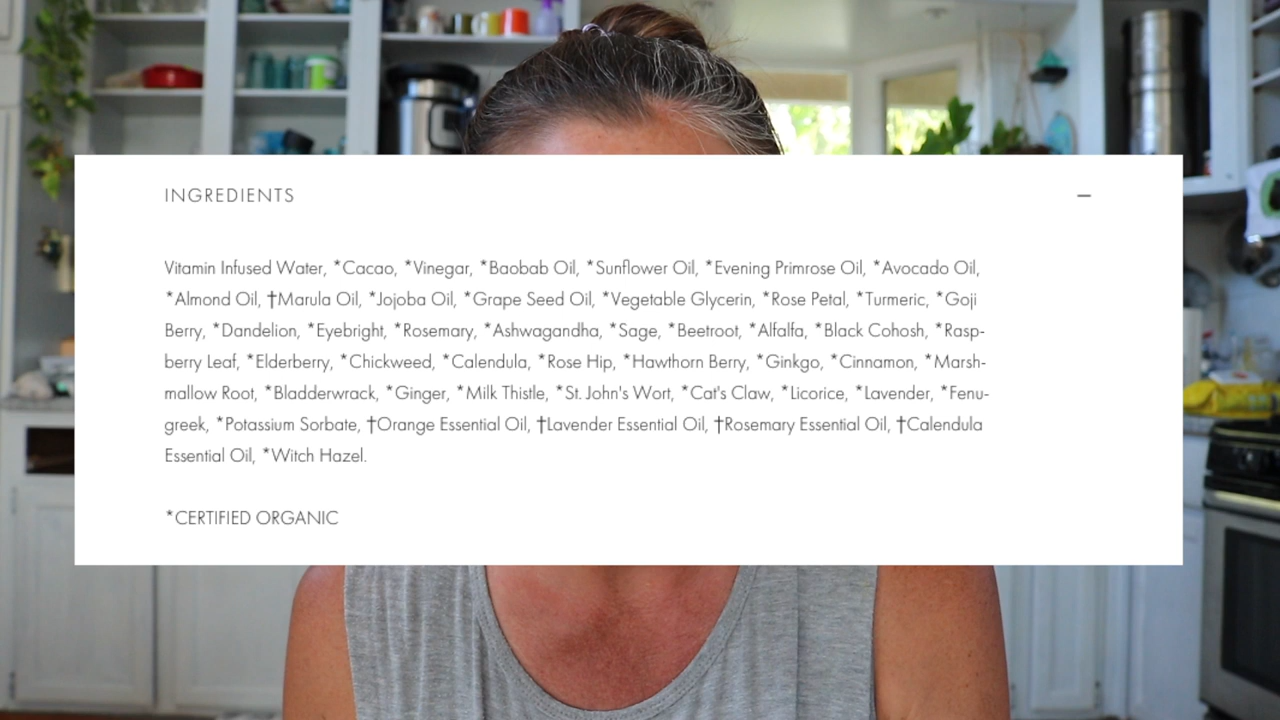 INGREDIENTS –
Vitamin Infused Water, *Cacao, *Vinegar, *Baobab Oil, *Sunflower Oil, *Evening Primrose Oil, *Avocado Oil,
*Almond Oil, †Marula Oil, *Jojoba Oil, *Grape Seed Oil, *Vegetable Glycerin, *Rose Petal, *Turmeric, *Goji
Berry, *Dandelion, *Eyebright, *Rosemary, *Ashwagandha, *Sage, *Beetroot, *Alfalfa, *Black Cohosh, *Rasp-
berry Leaf, *Elderberry, *Chickweed, *Calendula, *Rose Hip, *Hawthorn Berry, *Ginkgo, *Cinnamon, *Marsh-
mallow Root, *Bladderwrack, *Ginger, *Milk Thistle, *St. John's Wort, *Cat's Claw, *Licorice, *Lavender, *Fenu-
greek, *Potassium Sorbate, †Orange Essential Oil, †Lavender Essential Oil, †Rosemary Essential Oil, †Calendula
Essential Oil, *Witch Hazel.
*CERTIFIED ORGANIC